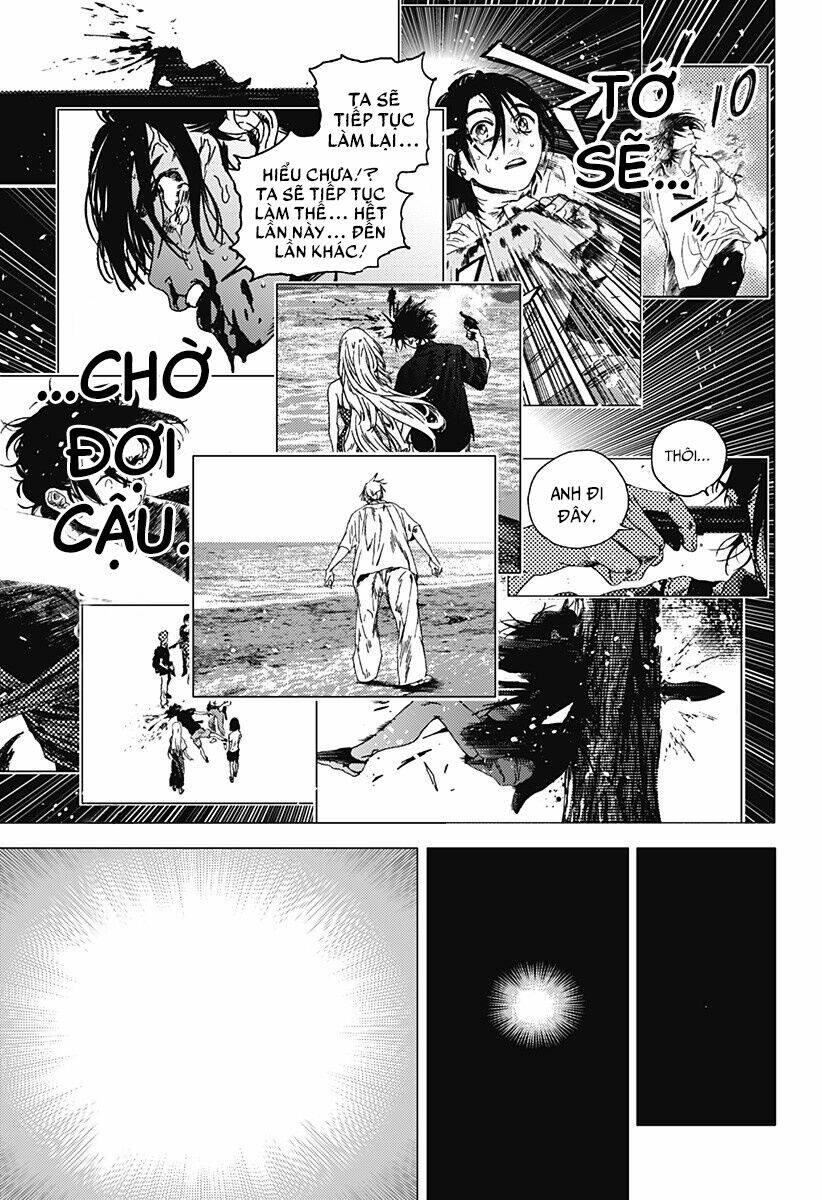 TỚ
SẼ...
10
TA SẼ
TIẾP TỤC
LÀM LẠI...
HIỂU CHƯA!?
TA SẼ TIẾP TỤC
LÀM THẾ... HẾT
LẦN NÀY... ĐẾN
LẦN KHÁC!
THÔI...
ANH ĐI
ĐÂY.
...CHỜ
ĐỢI
CẬU.